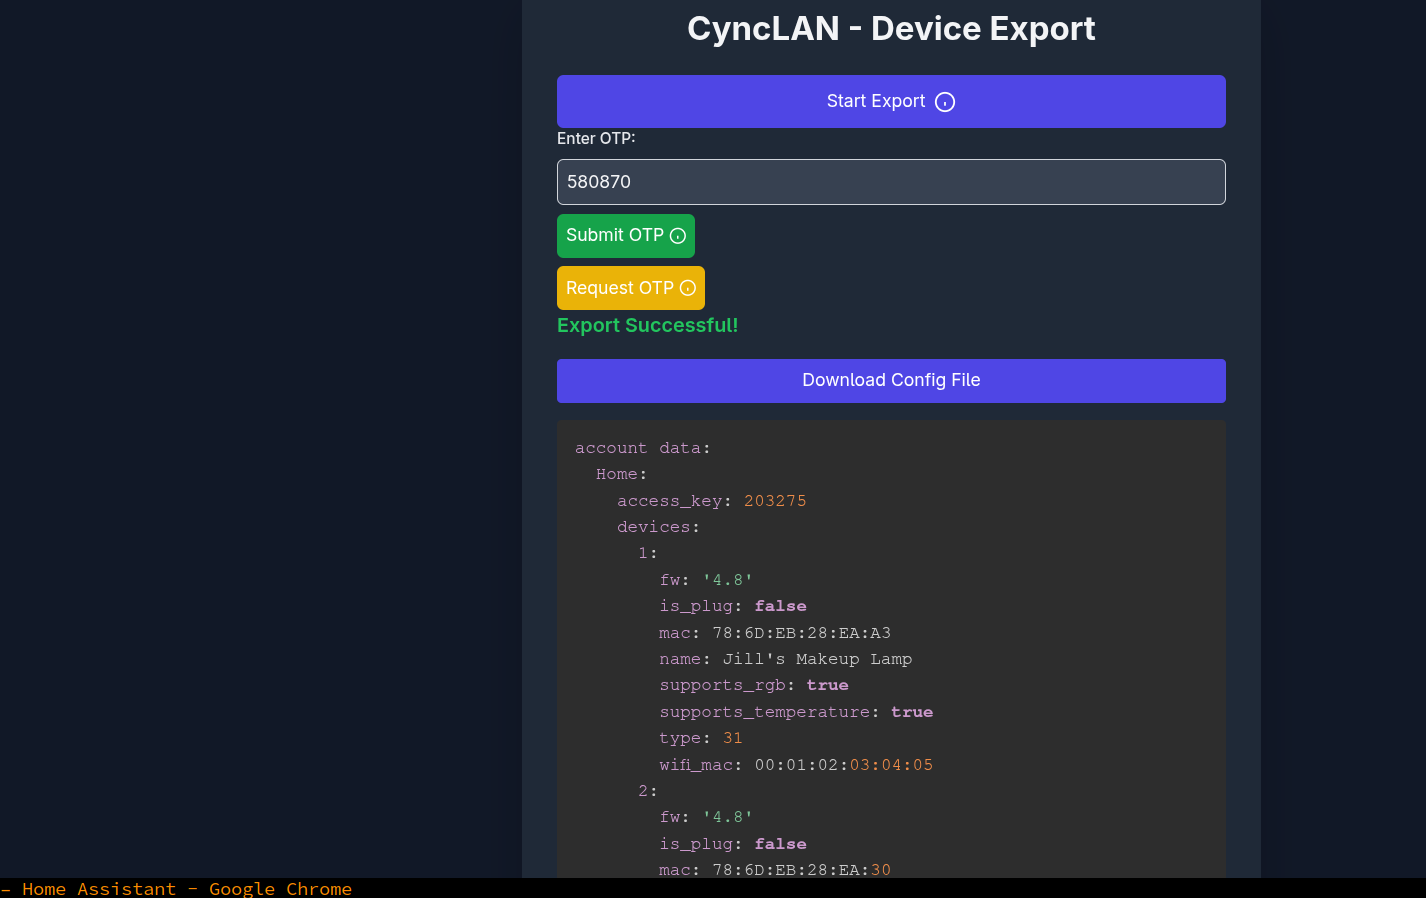 CyncLAN - Device Export
Start Export
Enter OTP:
580870
Submit OTP
Request OTP
Export Successful!
Download Config File
account data:
Home:
access_key: 203275
devices:
1:
fw: '4.8'
is_plug: false
mac: 78:6D:EB:28:EA:A3
name: Jill's Makeup Lamp
supports_rgb: true
supports_temperature: true
type: 31
wifi_mac: 00:01:02:03:04:05
2:
fw: '4.8'
is_plug: false
mac: 78:6D:EB:28:EA:30
– Home Assistant – Google Chrome